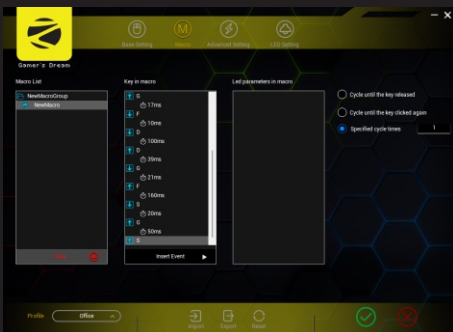 Gamer's Dream
Base Setting
Macro
Advanced Setting
LED Setting
Macro List
Key in macro
Led parameters in macro
NewMacroGroup
NewMacro
G
17ms
F
10ms
D
100ms
D
39ms
G
21ms
F
160ms
S
20ms
G
50ms
S
Insert Event
Cycle until the key released
Cycle until the key clicked again
Specified cycle times
1
Profile
Office
Import
Export
Reset